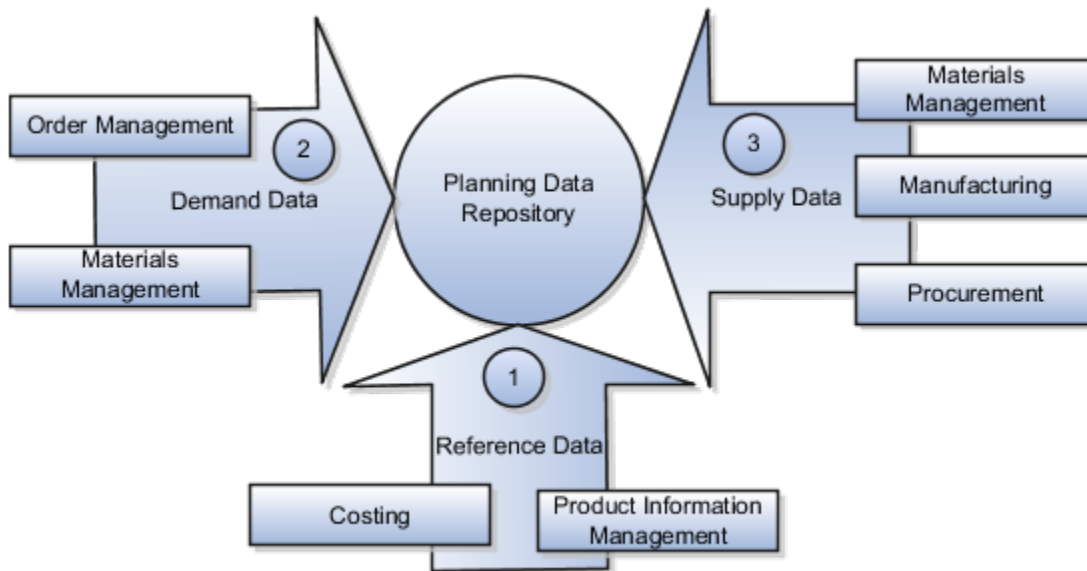 Order Management
2
Demand Data
Materials
Management
Planning Data
Repository
3
Supply Data
Materials
Management
Manufacturing
Procurement
1
Reference Data
Costing
Product Information
Management